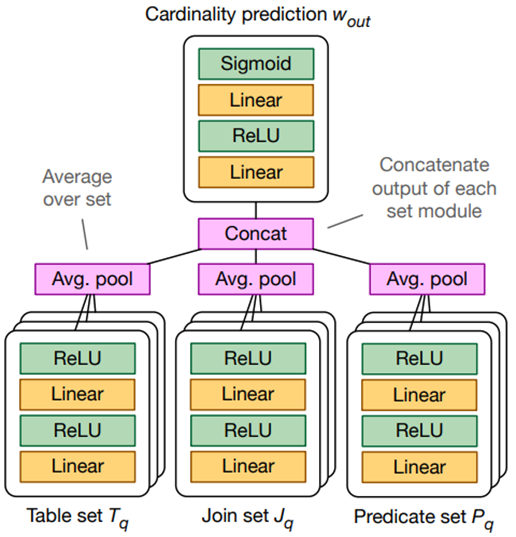 Cardinality prediction w_out
Sigmoid
Linear
ReLU
Linear
Average
over set
Concatenate
output of each
set module
Concat
Avg. pool
Avg. pool
Avg. pool
ReLU
Linear
ReLU
Linear
ReLU
Linear
ReLU
Linear
ReLU
Linear
ReLU
Linear
Table set T_q
Join set J_q
Predicate set P_q